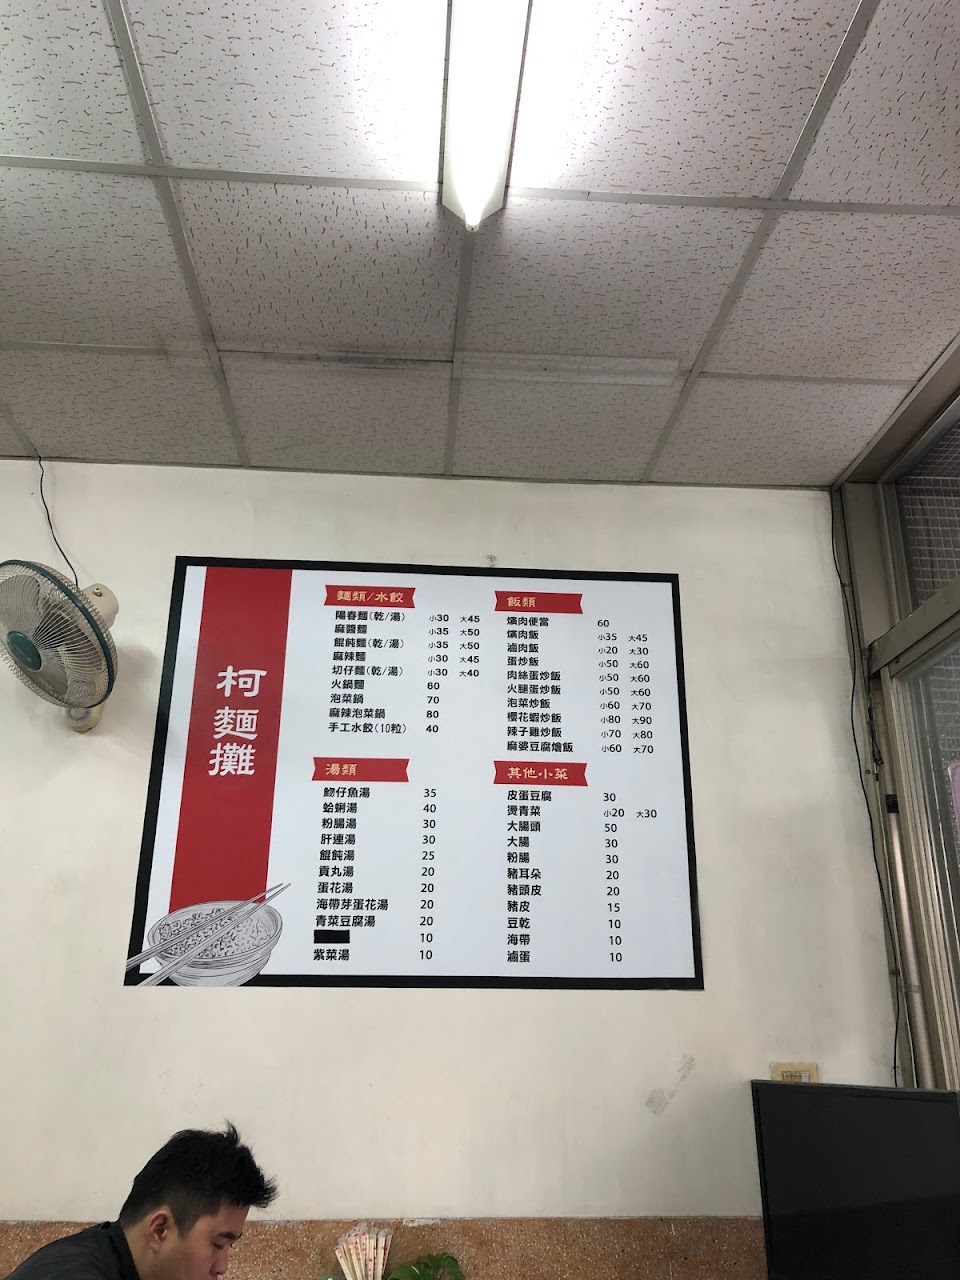 柯麵攤
麵類/水餃
陽春麵(乾/湯) 小30 大45
麻醬麵 小35 大50
餛飩麵(乾/湯) 小35 大50
麻辣麵 小30 大45
切仔麵(乾/湯) 小30 大40
火鍋麵 60
泡菜鍋 70
麻辣泡菜鍋 80
手工水餃(10粒) 40
湯類
魩仔魚湯 35
蛤蜊湯 40
粉腸湯 30
肝連湯 30
餛飩湯 25
貢丸湯 20
蛋花湯 20
海帶芽蛋花湯 20
青菜豆腐湯 20
10
紫菜湯 10
飯類
爌肉便當 60
爌肉飯 小35 大45
滷肉飯 小20 大30
蛋炒飯 小50 大60
肉絲蛋炒飯 小50 大60
火腿蛋炒飯 小50 大60
泡菜炒飯 小60 大70
櫻花蝦炒飯 小80 大90
辣子雞炒飯 小70 大80
麻婆豆腐燴飯 小60 大70
其他小菜
皮蛋豆腐 30
燙青菜 小20 大30
大腸頭 50
大腸 30
粉腸 30
豬耳朵 20
豬頭皮 20
豬皮 15
豆乾 10
海帶 10
滷蛋 10